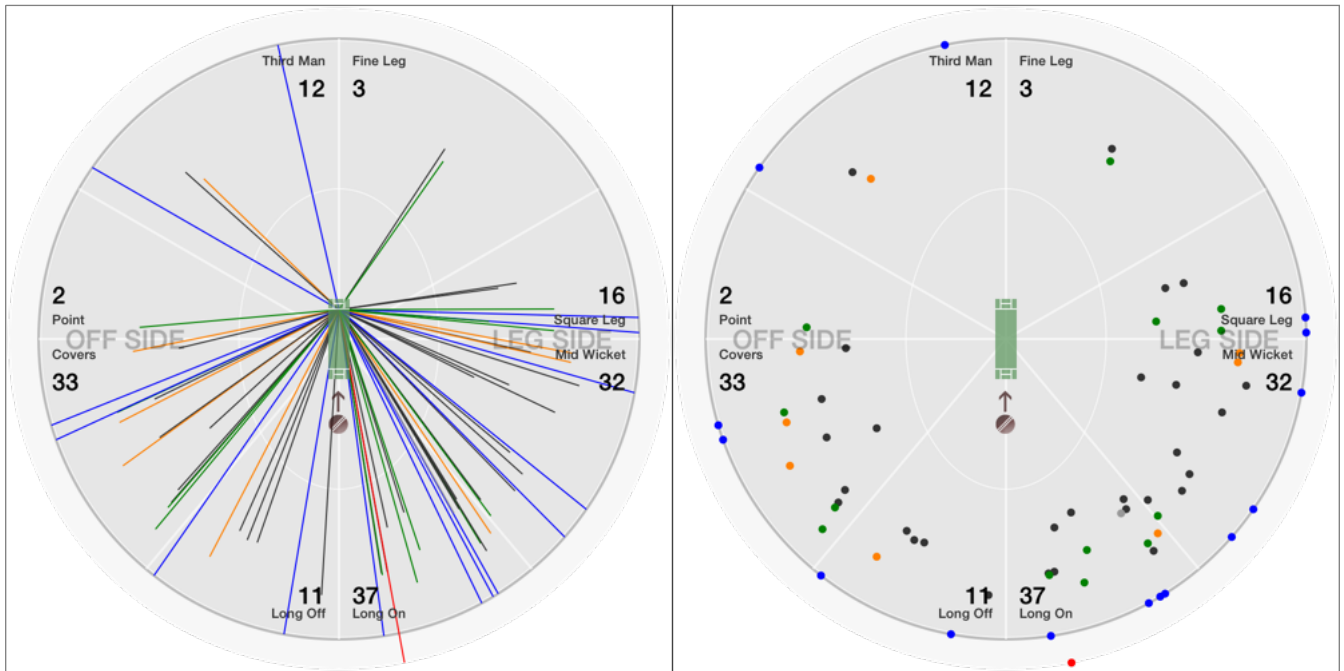 Third Man Fine Leg
12 3
2 16
Point Square Leg
OFF SIDE LEG SIDE
Covers Mid Wicket
33 32
11 37
Long Off Long On
Third Man Fine Leg
12 3
2 16
Point Square Leg
OFF SIDE LEG SIDE
Covers Mid Wicket
33 32
11 37
Long Off Long On